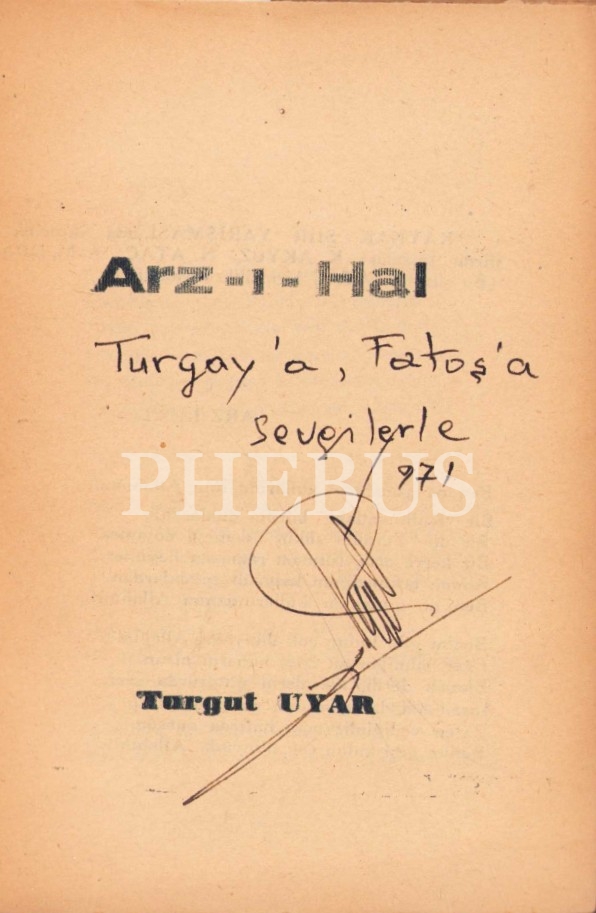 Arz-ı-Hal
Turgay'a, Fatoş'a
sevgilerle
971
PHEBUS
Turgut UYAR